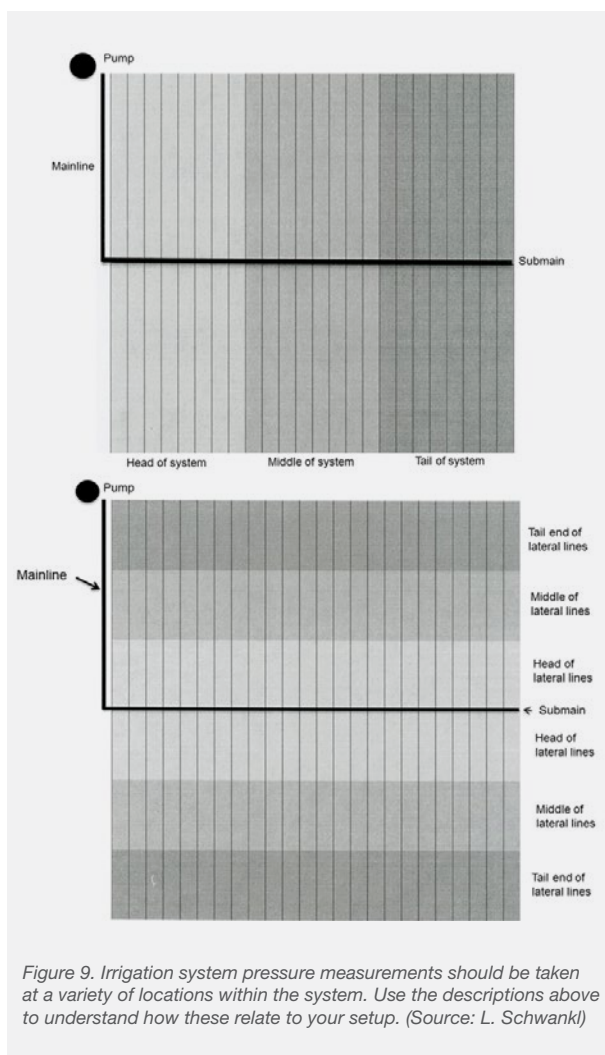 Pump
Mainline
Submain
Head of system
Middle of system
Tail of system
Pump
Tail end of
lateral lines
Mainline
Middle of
lateral lines
Head of
lateral lines
Submain
Head of
lateral lines
Middle of
lateral lines
Tail end of
lateral lines
Figure 9. Irrigation system pressure measurements should be taken
at a variety of locations within the system. Use the descriptions above
to understand how these relate to your setup. (Source: L. Schwankl)